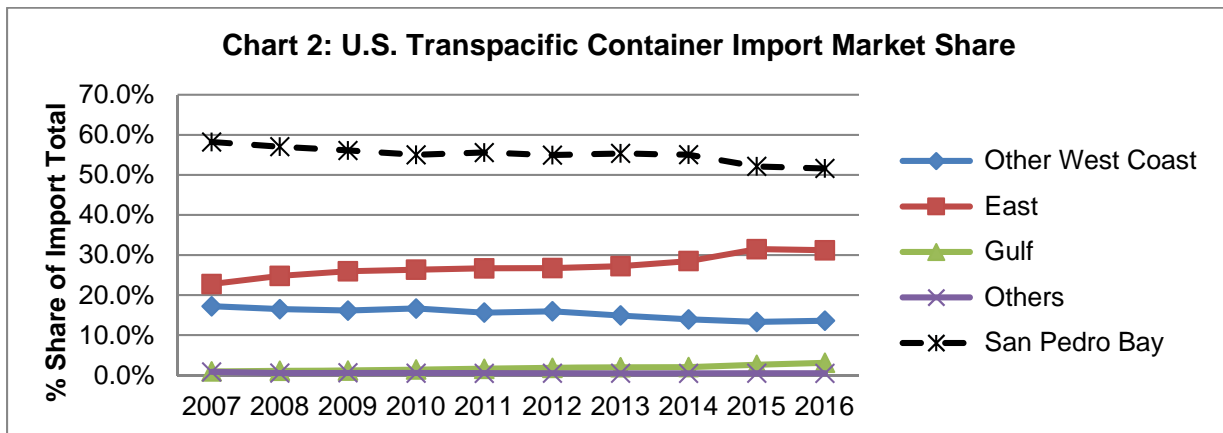 Chart 2: U.S. Transpacific Container Import Market Share
% Share of Import Total
70.0%
60.0%
50.0%
40.0%
30.0%
20.0%
10.0%
0.0%
2007 2008 2009 2010 2011 2012 2013 2014 2015 2016
Other West Coast
East
Gulf
Others
San Pedro Bay